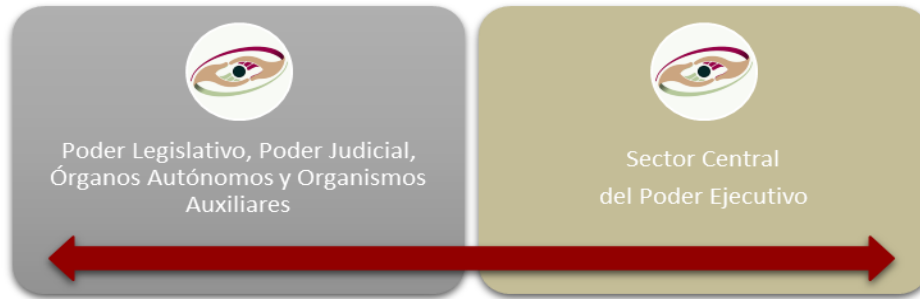 Poder Legislativo, Poder Judicial,
Órganos Autónomos y Organismos
Auxiliares
Sector Central
del Poder Ejecutivo